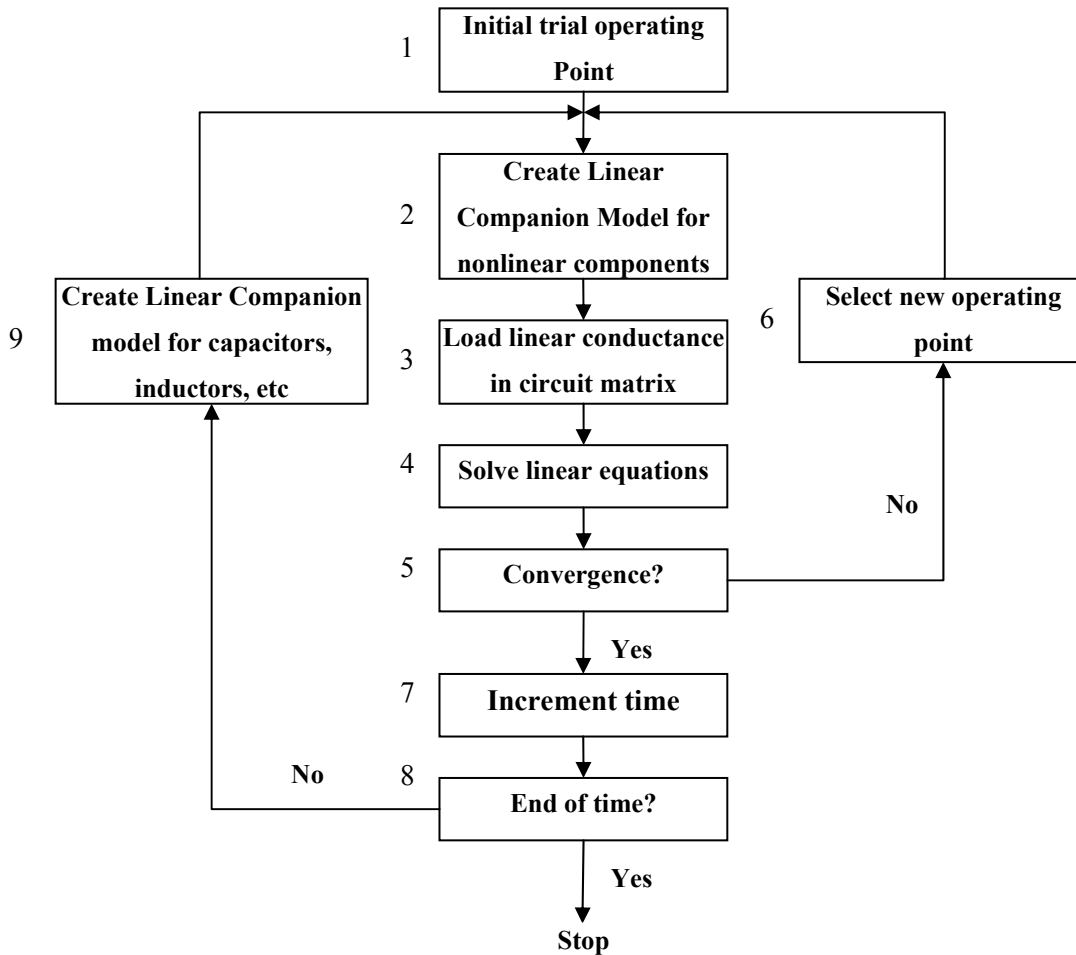 1
Initial trial operating
Point
2
Create Linear
Companion Model for
nonlinear components
9
Create Linear Companion
model for capacitors,
inductors, etc
6
Select new operating
point
3
Load linear conductance
in circuit matrix
4
Solve linear equations
No
5
Convergence?
Yes
7
Increment time
No
8
End of time?
Yes
Stop